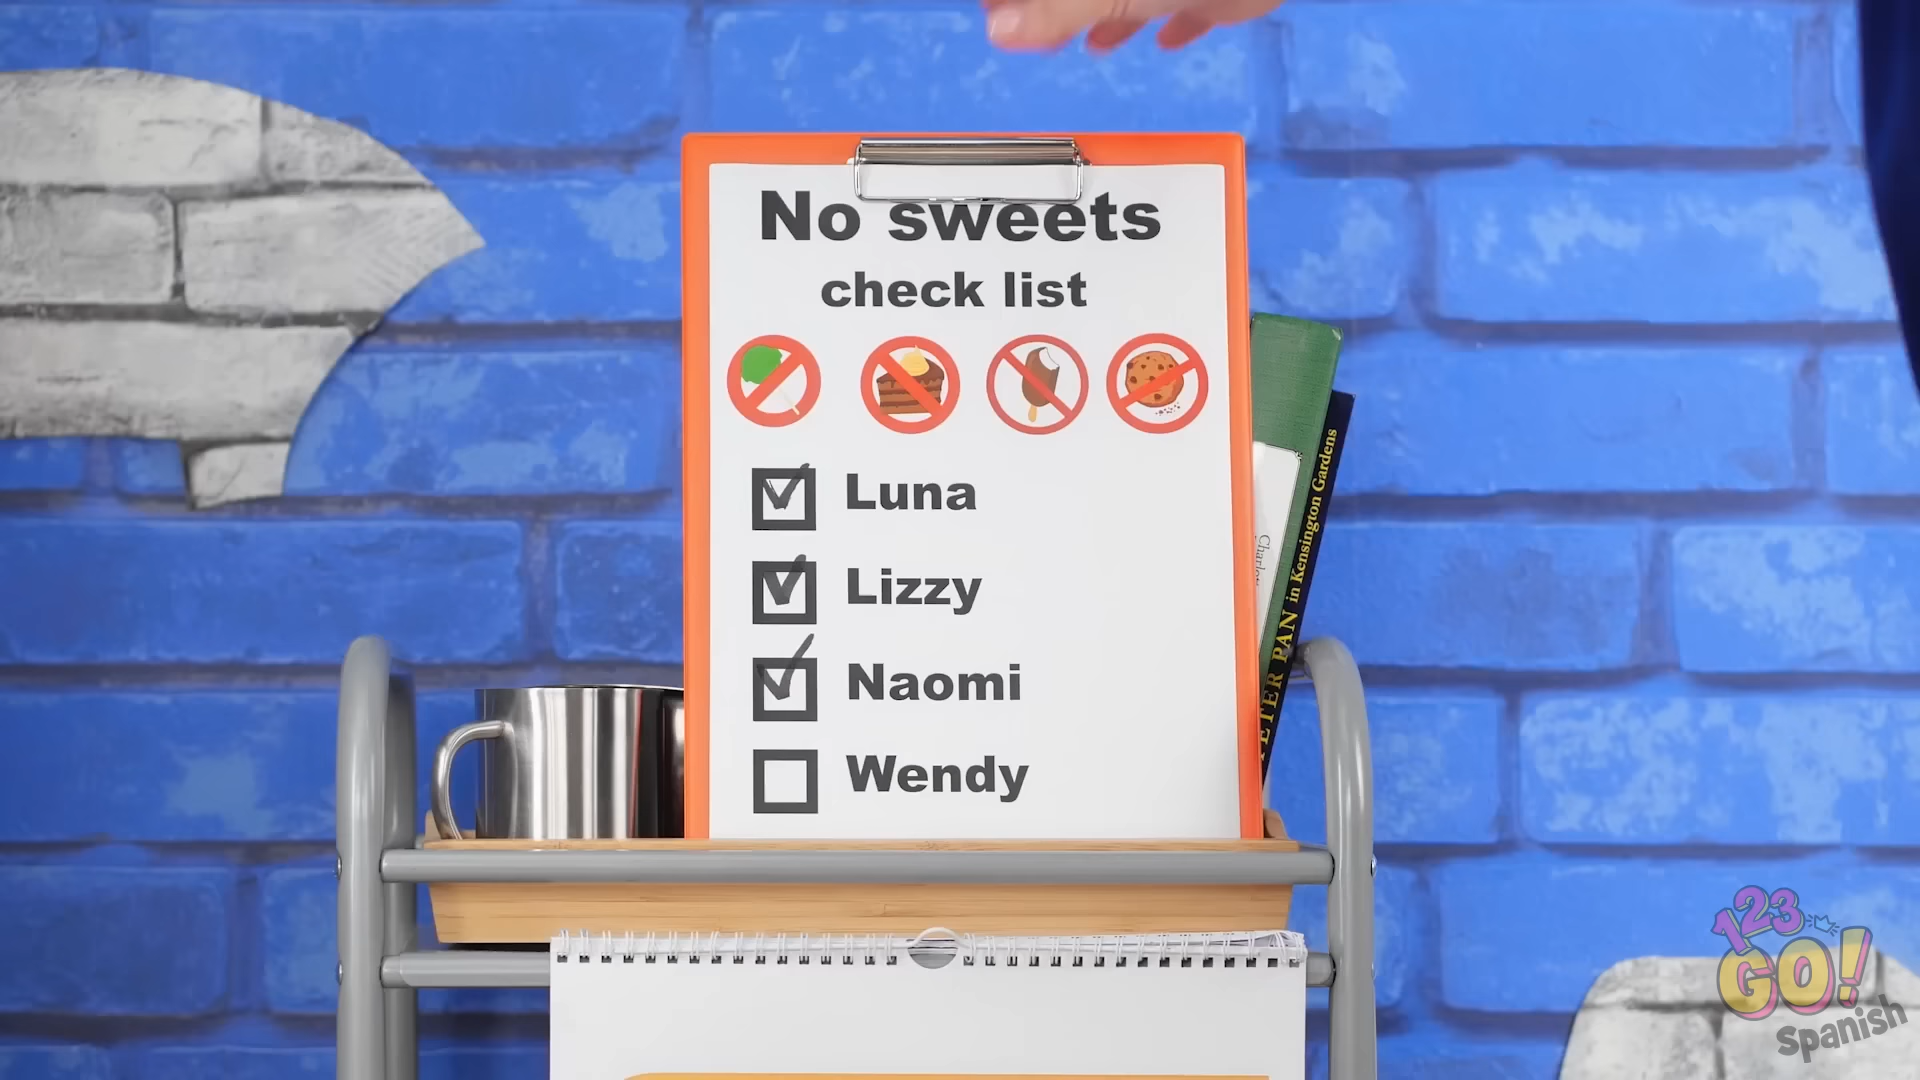 No sweets
check list
Luna
Lizzy
Naomi
Wendy
PETER PAN in Kensington Gardens
123
GO!
Spanish